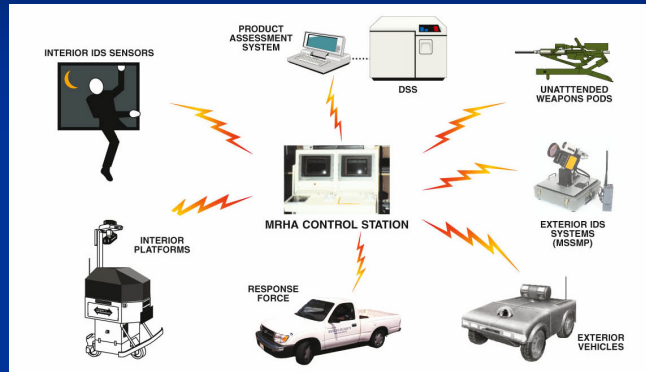 PRODUCT
ASSESSMENT
SYSTEM
INTERIOR IDS SENSORS
DSS
UNATTTENDED
WEAPONS PODS
MRHA CONTROL STATION
EXTERIOR IDS
SYSTEMS
(MSSMP)
INTERIOR
PLATFORMS
RESPONSE
FORCE
EXTERIOR
VEHICLES